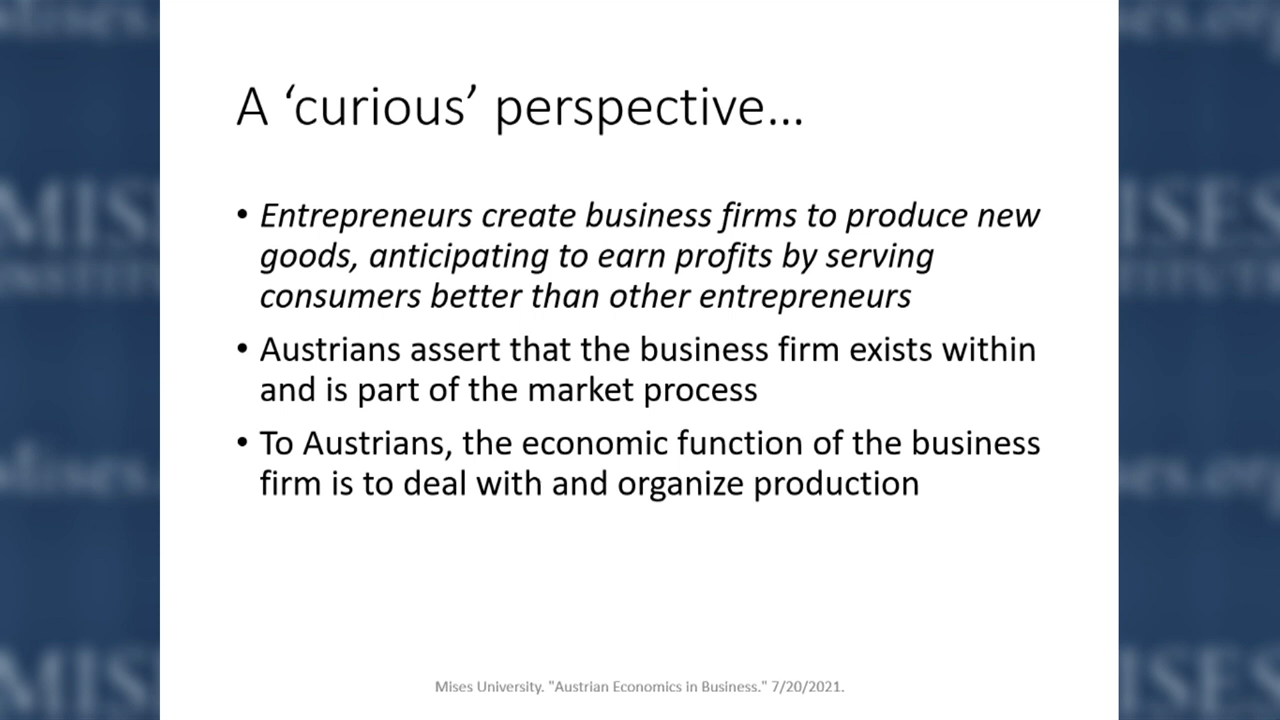 A ‘curious’ perspective...
• Entrepreneurs create business firms to produce new
goods, anticipating to earn profits by serving
consumers better than other entrepreneurs
• Austrians assert that the business firm exists within
and is part of the market process
• To Austrians, the economic function of the business
firm is to deal with and organize production
Mises University. "Austrian Economics in Business." 7/20/2021.